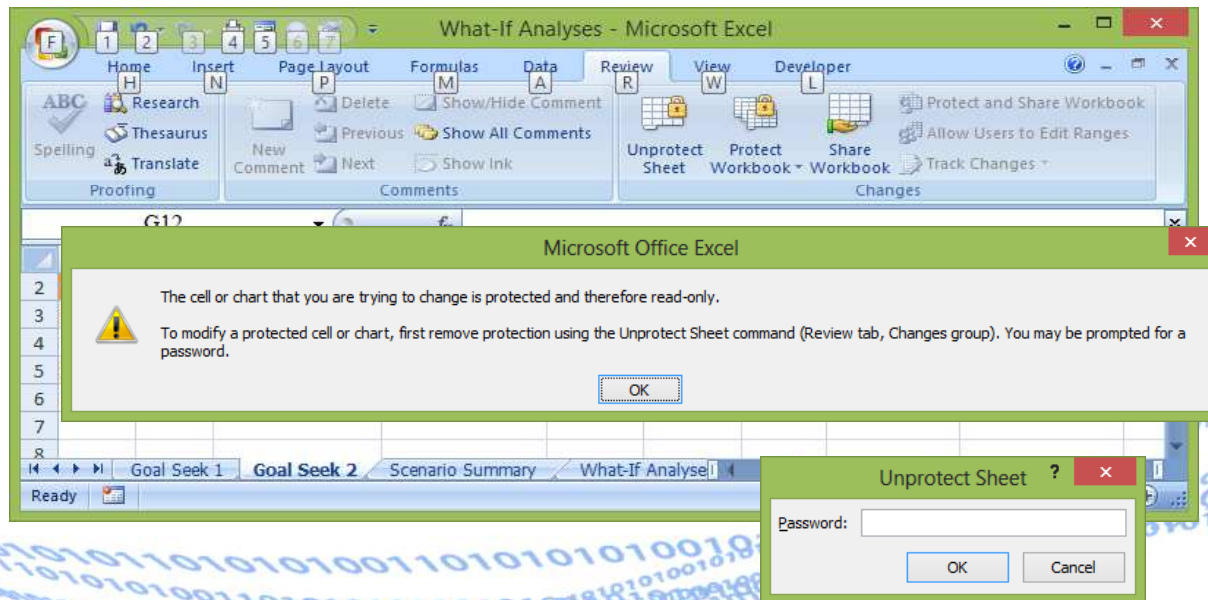 What-If Analyses - Microsoft Excel
F 1 2 3 4 5 6 7
Home Insert Page Layout Formulas Data Review View Developer
H N P M A R W L
ABC Research Delete Show/Hide Comment Protect and Share Workbook
Thesaurus Previous Show All Comments Allow Users to Edit Ranges
Spelling Translate New Comment Next Show Ink Unprotect Sheet Protect Workbook Share Workbook Track Changes
Proofing Comments Changes
G12 fx
Microsoft Office Excel
2
3
4
5
6
7
8
The cell or chart that you are trying to change is protected and therefore read-only.
To modify a protected cell or chart, first remove protection using the Unprotect Sheet command (Review tab, Changes group). You may be prompted for a
password.
OK
Goal Seek 1 Goal Seek 2 Scenario Summary What-If Analyse
Ready
Unprotect Sheet ?
Password:
OK Cancel